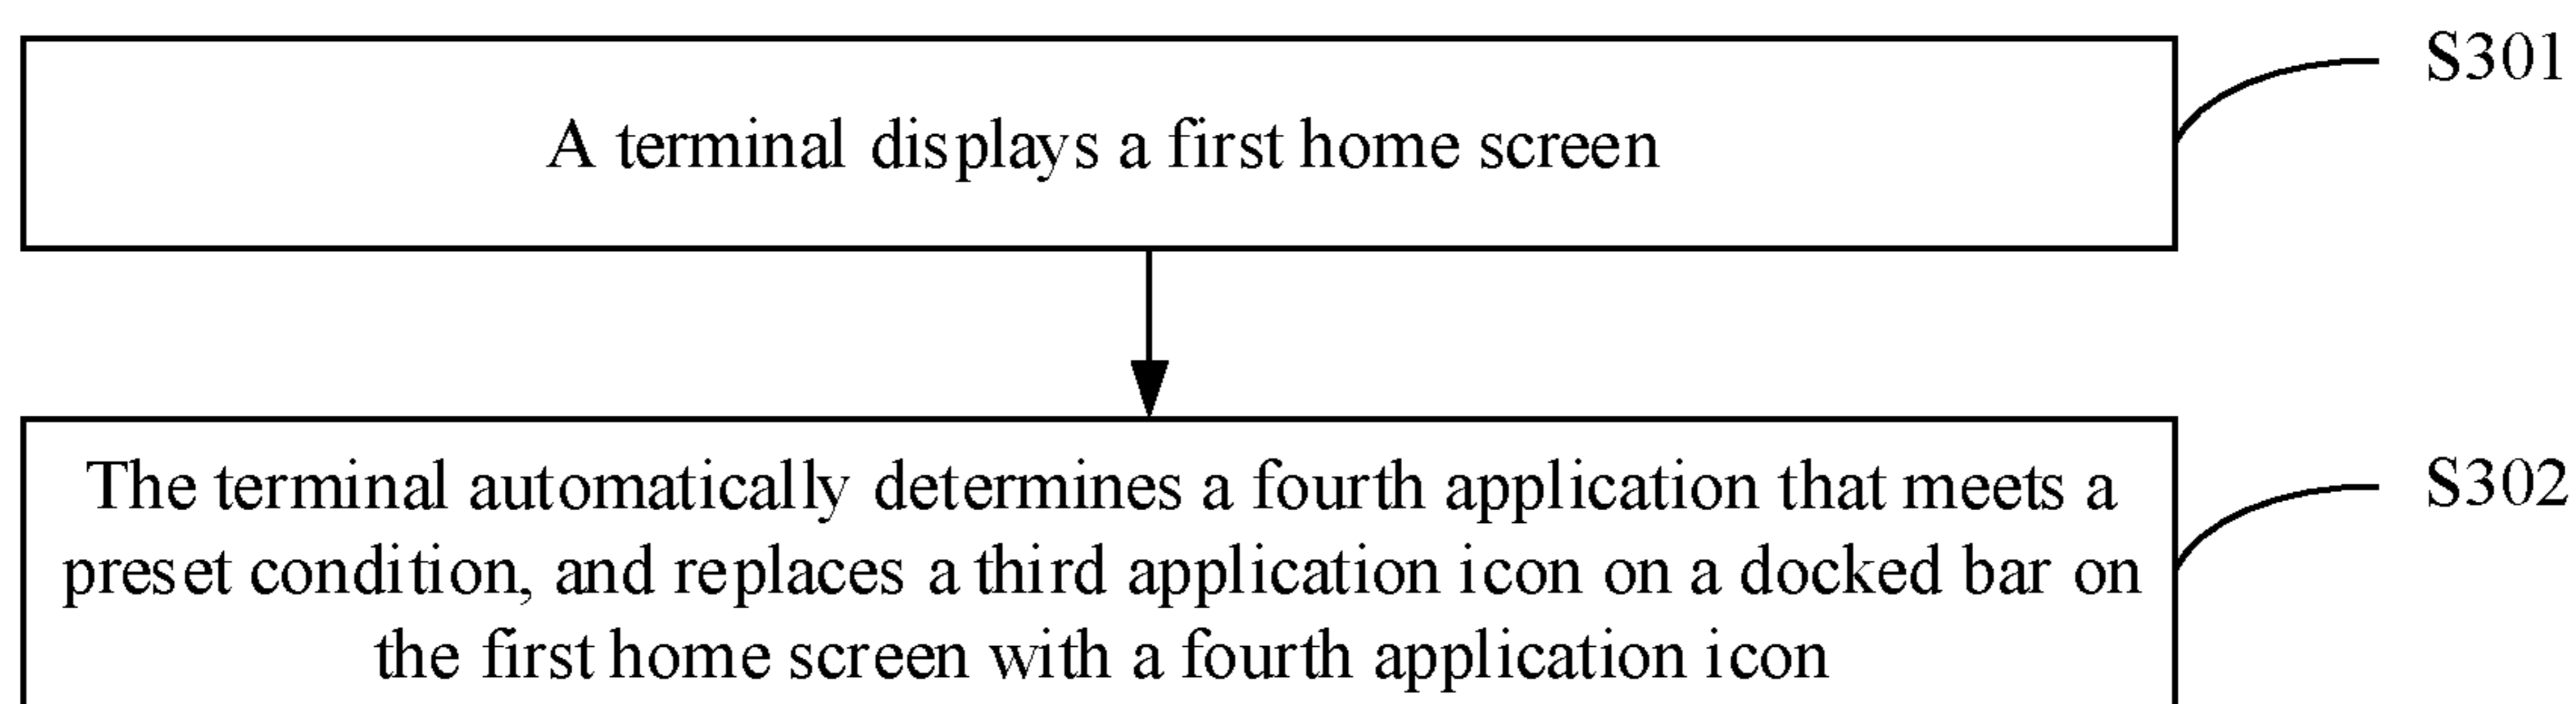 A terminal displays a first home screen
S301
The terminal automatically determines a fourth application that meets a
preset condition, and replaces a third application icon on a docked bar on
the first home screen with a fourth application icon
S302